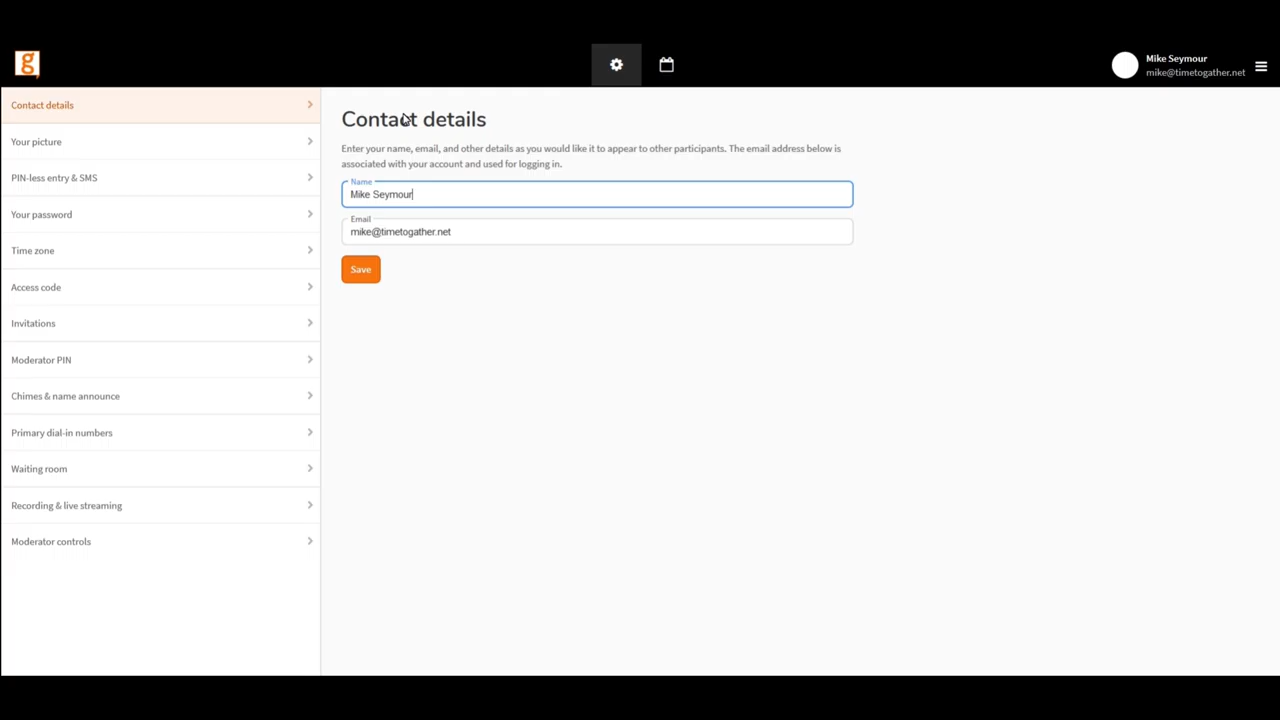 g
Mike Seymour
mike@timetogather.net
Contact details
Your picture
PIN-less entry & SMS
Your password
Time zone
Access code
Invitations
Moderator PIN
Chimes & name announce
Primary dial-in numbers
Waiting room
Recording & live streaming
Moderator controls
Contact details
Enter your name, email, and other details as you would like it to appear to other participants. The email address below is
associated with your account and used for logging in.
Name
Mike Seymour
Email
mike@timetogather.net
Save